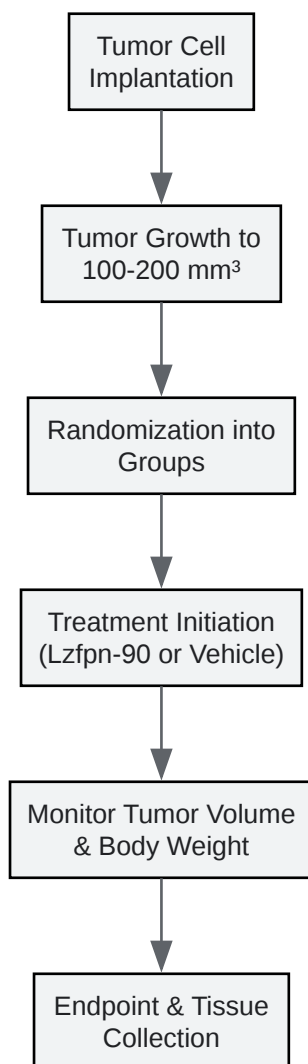 Tumor Cell
Implantation
Tumor Growth to
100-200 mm³
Randomization into
Groups
Treatment Initiation
(Lzfpn-90 or Vehicle)
Monitor Tumor Volume
& Body Weight
Endpoint & Tissue
Collection